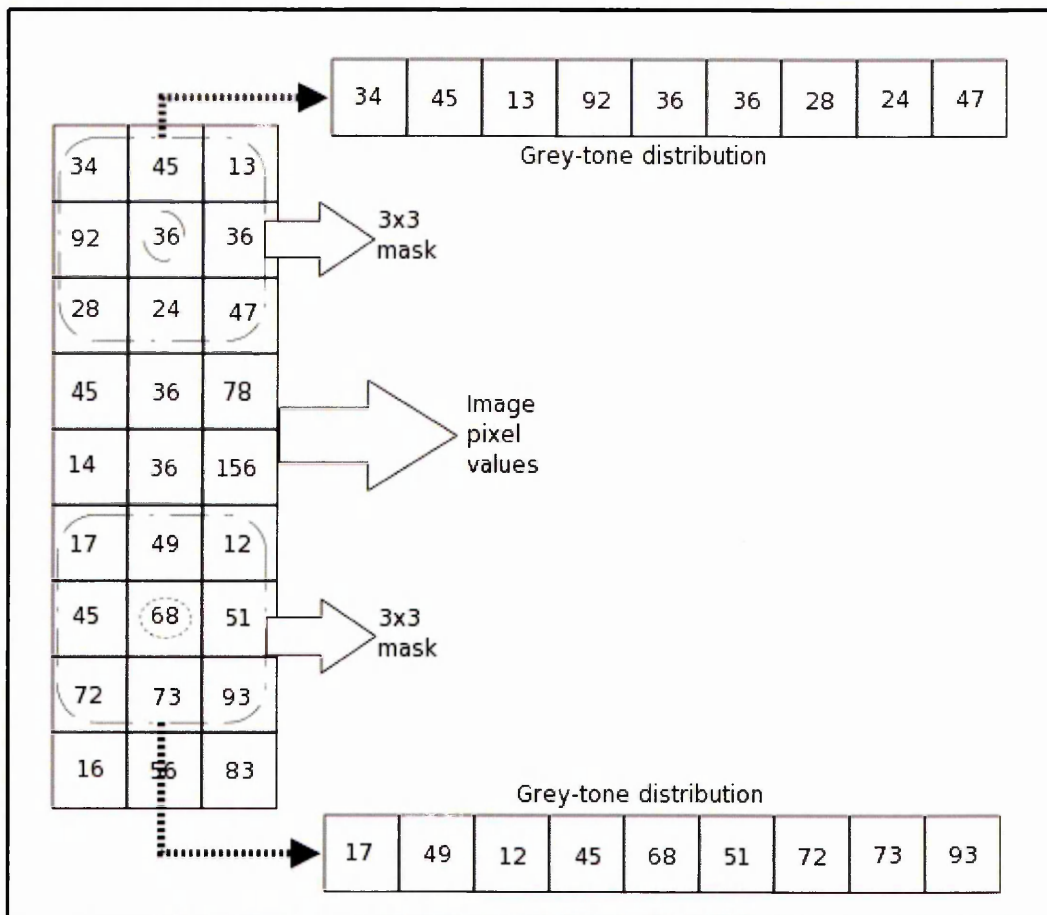 34 45 13 92 36 36 28 24 47
Grey-tone distribution
34 45 13
92 36 36
3x3
mask
28 24 47
45 36 78
Image
pixel
values
14 36 156
17 49 12
45 68 51
3x3
mask
72 73 93
16 56 83
Grey-tone distribution
17 49 12 45 68 51 72 73 93